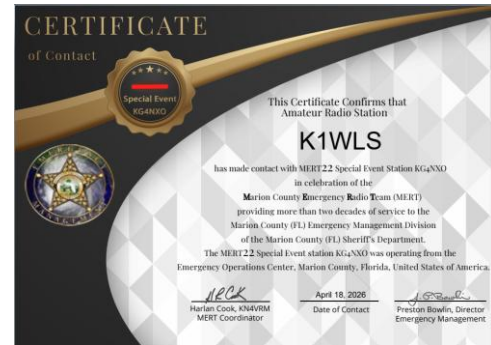 CERTIFICATE
of Contact
Special Event
KG4NXO
This Certificate Confirms that
Amateur Radio Station
K1WLS
has made contact with MERT22 Special Event Station KG4NXO
in celebration of the
Marion County Emergency Radio Team (MERT)
providing more than two decades of service to the
Marion County (FL) Emergency Management Division
of the Marion County (FL) Sheriff's Department.
The MERT22 Special Event station KG4NXO was operating from the
Emergency Operations Center, Marion County, Florida, United States of America.
April 18, 2026
Harlan Cook, KN4VRM
MERT Coordinator
Date of Contact
Preston Bowlin, Director
Emergency Management